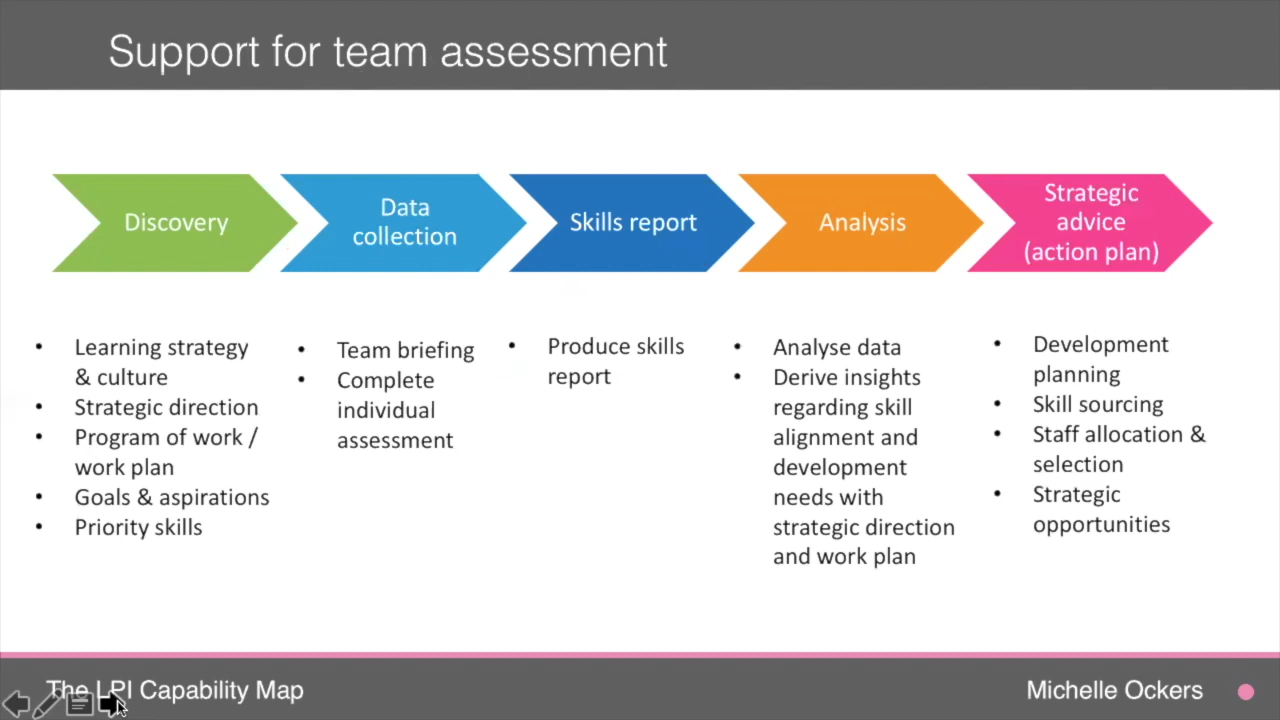 Support for team assessment
Discovery
Data
collection
Skills report
Analysis
Strategic
advice
(action plan)
• Learning strategy
& culture
• Strategic direction
• Program of work /
work plan
• Goals & aspirations
• Priority skills
• Team briefing
• Complete
individual
assessment
• Produce skills
report
• Analyse data
• Derive insights
regarding skill
alignment and
development
needs with
strategic direction
and work plan
• Development
planning
• Skill sourcing
• Staff allocation &
selection
• Strategic
opportunities
The LPI Capability Map
Michelle Ockers